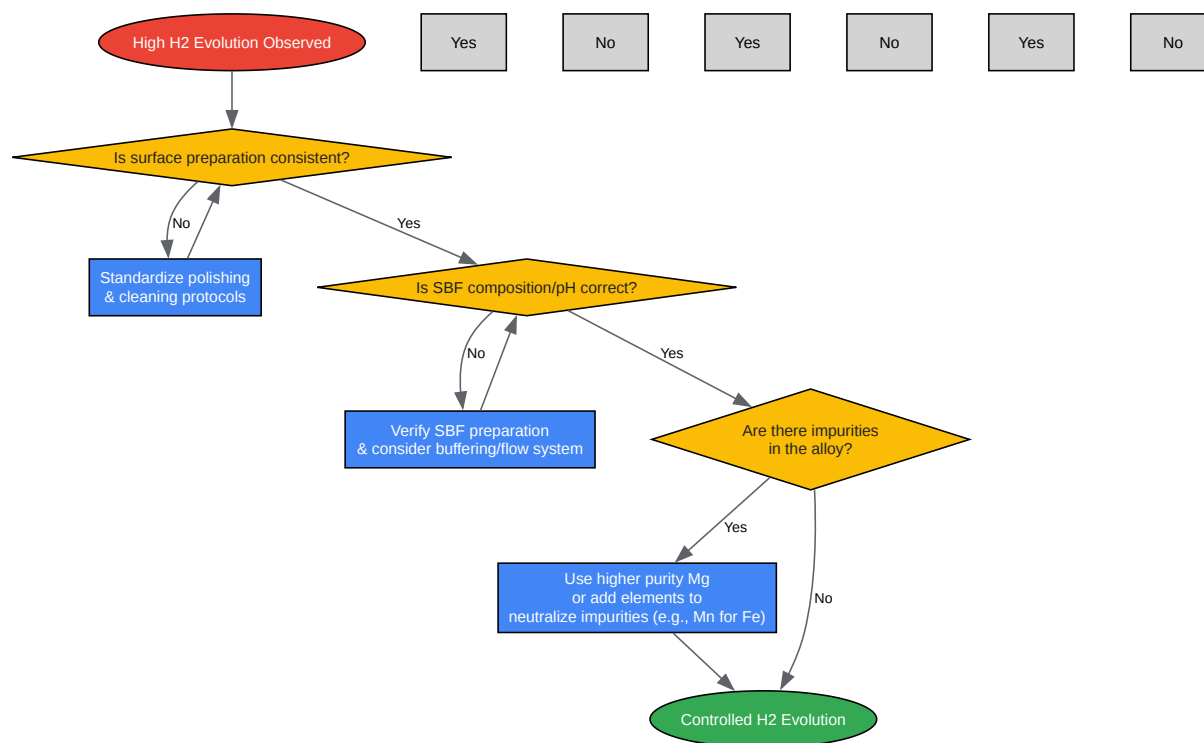 High H2 Evolution Observed
Yes
No
Yes
No
Yes
No
Is surface preparation consistent?
No
Yes
Standardize polishing
& cleaning protocols
Is SBF composition/pH correct?
No
Yes
Verify SBF preparation
& consider buffering/flow system
Are there impurities
in the alloy?
Yes
Use higher purity Mg
or add elements to
neutralize impurities (e.g., Mn for Fe)
No
Controlled H2 Evolution